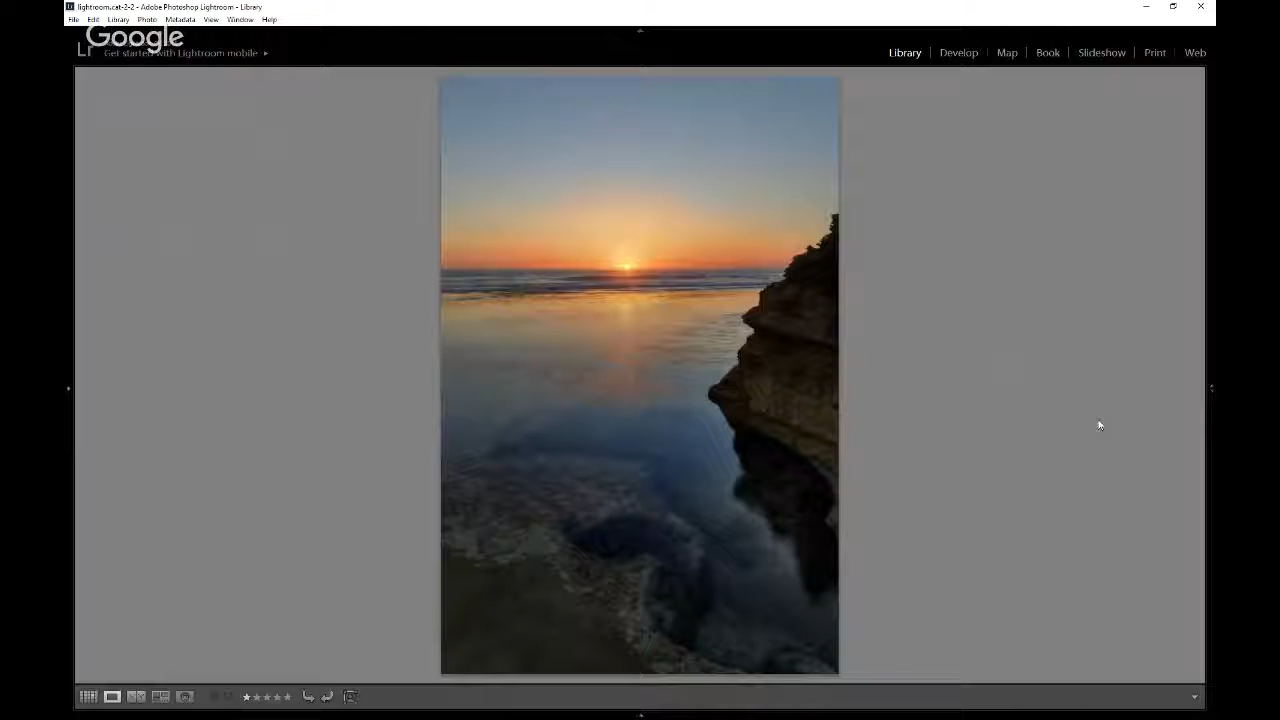 lightroom.cat-2-2 - Adobe Photoshop Lightroom - Library
File Edit Library Photo Metadata View Window Help
Google
Lr Get started with Lightroom mobile
Library Develop Map Book Slideshow Print Web